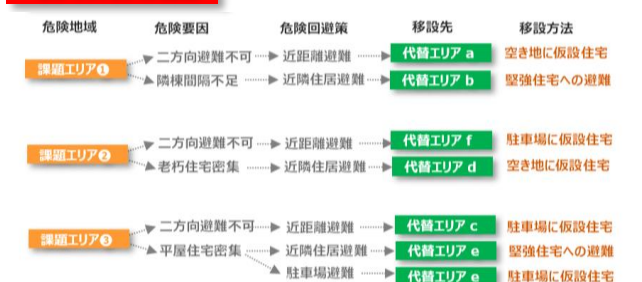 危険地域 危険要因 危険回避策 移設先 移設方法
二方向避難不可 近距離避難 代替エリア a 空き地に仮設住宅
課題エリア❶
隣棟間隔不足 近隣住居避難 代替エリア b 堅強住宅への避難
二方向避難不可 近距離避難 代替エリア f 駐車場に仮設住宅
課題エリア❷
老朽住宅密集 近隣住居避難 代替エリア d 空き地に仮設住宅
二方向避難不可 近距離避難 代替エリア c 駐車場に仮設住宅
課題エリア❸
平屋住宅密集 近隣住居避難 代替エリア e 堅強住宅への避難
駐車場避難 代替エリア e 駐車場に仮設住宅